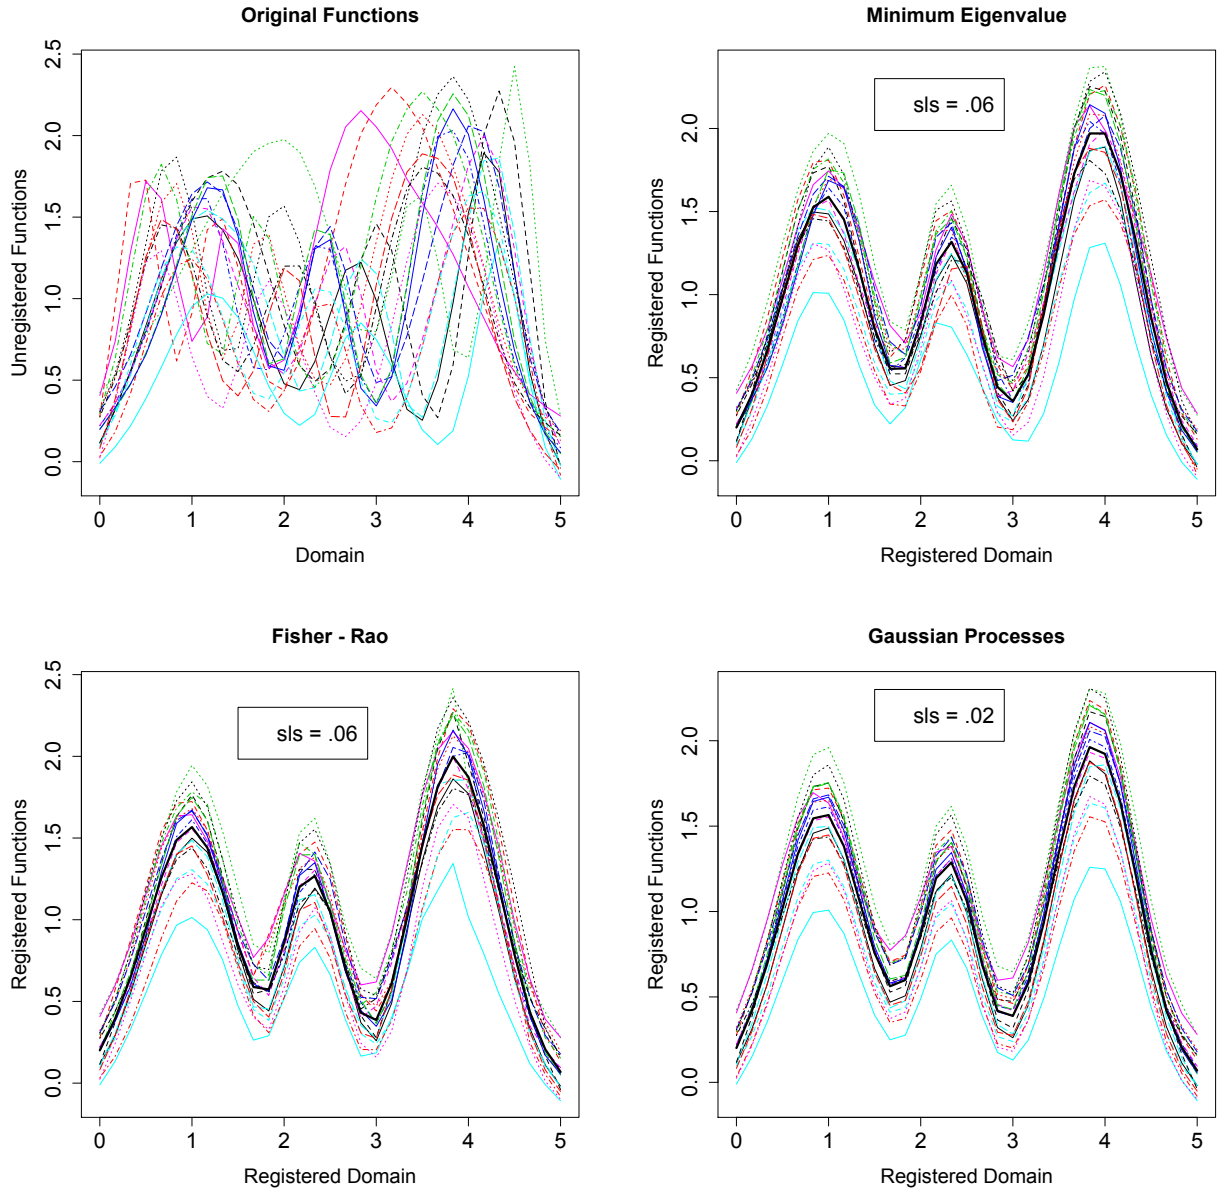 Original Functions
Unregistered Functions
2.5
2.0
1.5
1.0
0.5
0.0
0 1 2 3 4 5
Domain
Minimum Eigenvalue
sls = .06
Registered Functions
2.0
1.5
1.0
0.5
0.0
0 1 2 3 4 5
Registered Domain
Fisher - Rao
sls = .06
Registered Functions
2.5
2.0
1.5
1.0
0.5
0.0
0 1 2 3 4 5
Registered Domain
Gaussian Processes
sls = .02
Registered Functions
2.0
1.5
1.0
0.5
0.0
0 1 2 3 4 5
Registered Domain